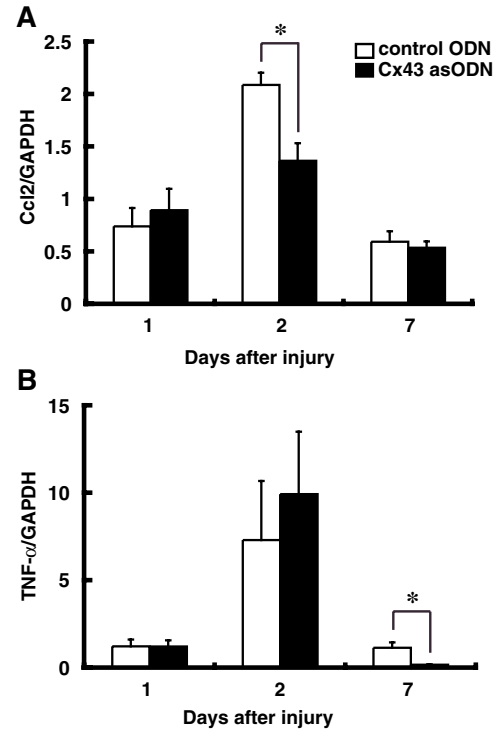 A
*
control ODN
Cx43 asODN
Ccl2/GAPDH
2.5
2
1.5
1
0.5
0
1 2 7
Days after injury
B
TNF-α/GAPDH
15
10
5
0
*
1 2 7
Days after injury